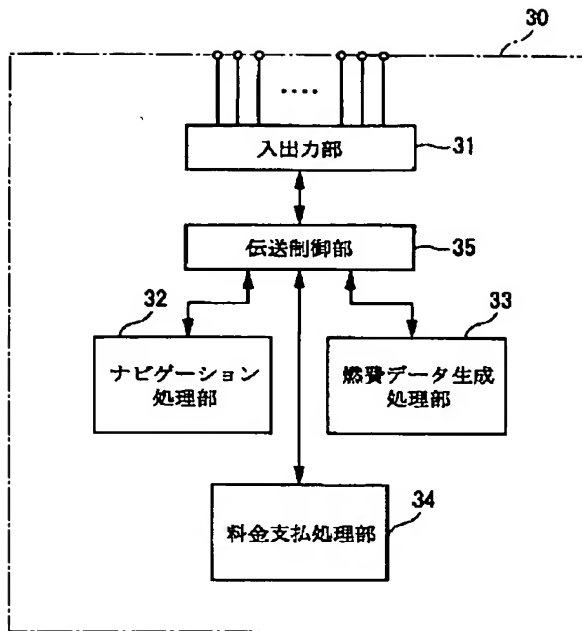 30
‥‥
入出力部
31
伝送制御部
35
32
33
ナビゲーション
処理部
燃費データ生成
処理部
34
料金支払処理部